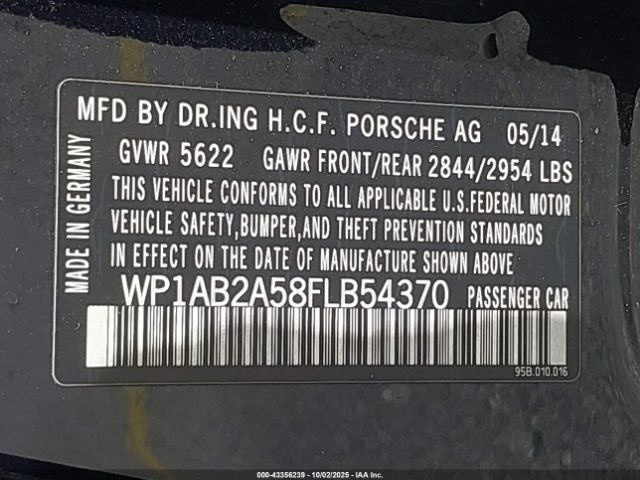 MFD BY DR.ING H.C.F. PORSCHE AG 05/14
GVWR 5622 GAWR FRONT/REAR 2844/2954 LBS
THIS VEHICLE CONFORMS TO ALL APPLICABLE U.S.FEDERAL MOTOR
VEHICLE SAFETY,BUMPER,AND THEFT PREVENTION STANDARDS
IN EFFECT ON THE DATE OF MANUFACTURE SHOWN ABOVE
MADE IN GERMANY
WP1AB2A58FLB54370 PASSENGER CAR
95B.010.016
000-43356239 - 10/02/2025 - IAA Inc.